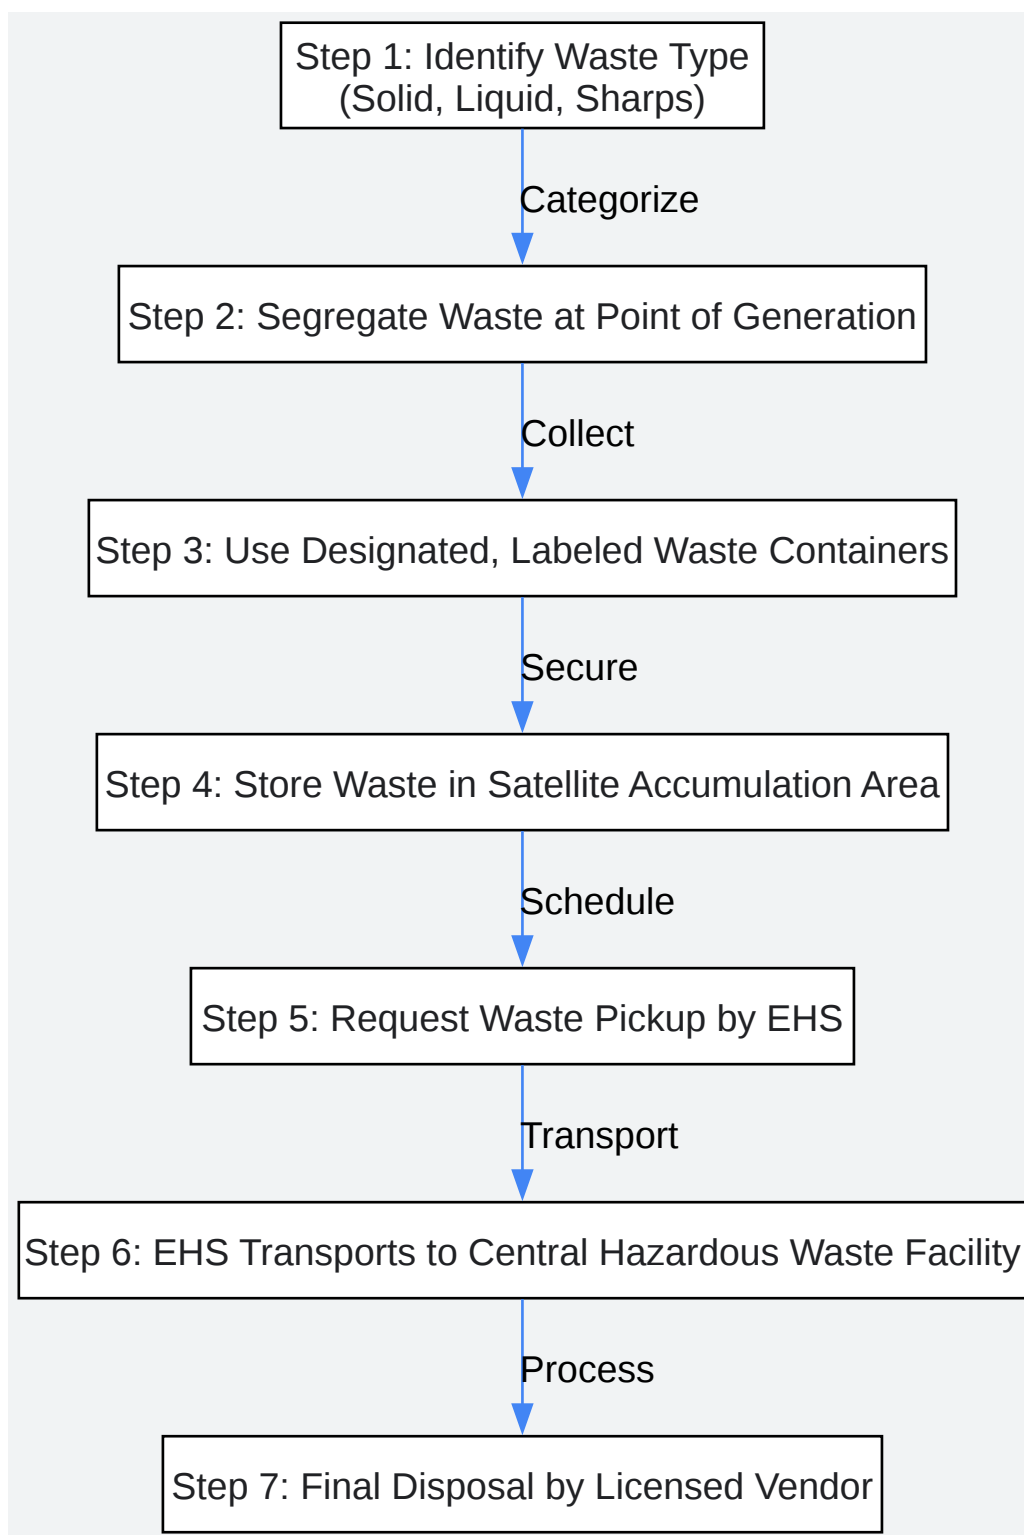 Step 1: Identify Waste Type
(Solid, Liquid, Sharps)
Categorize
Step 2: Segregate Waste at Point of Generation
Collect
Step 3: Use Designated, Labeled Waste Containers
Secure
Step 4: Store Waste in Satellite Accumulation Area
Schedule
Step 5: Request Waste Pickup by EHS
Transport
Step 6: EHS Transports to Central Hazardous Waste Facility
Process
Step 7: Final Disposal by Licensed Vendor